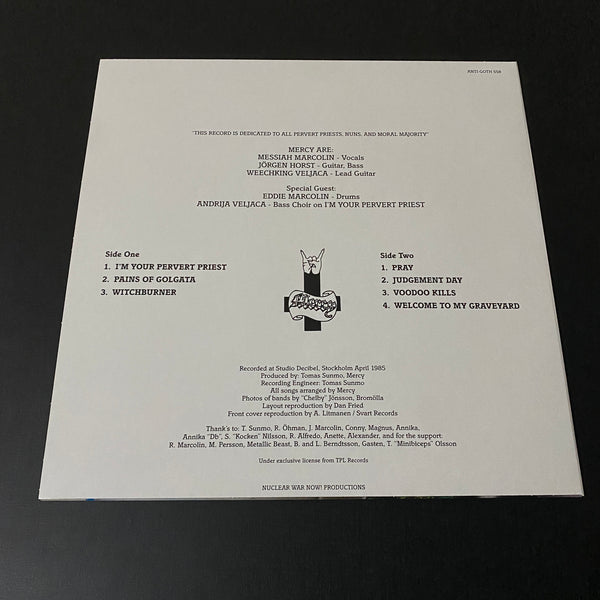 ANTI-GOTH 558
"THIS RECORD IS DEDICATED TO ALL PERVERT PRIESTS, NUNS, AND MORAL MAJORITY"
MERCY ARE:
MESSIAH MARCOLIN - Vocals
JÖRGEN HORST - Guitar, Bass
WEECHKING VELJACA - Lead Guitar
Special Guest:
EDDIE MARCOLIN - Drums
ANDRIJA VELJACA - Bass Choir on I'M YOUR PERVERT PRIEST
Side One
1. I'M YOUR PERVERT PRIEST
2. PAINS OF GOLGATA
3. WITCHBURNER
Mercy
Side Two
1. PRAY
2. JUDGEMENT DAY
3. VOODOO KILLS
4. WELCOME TO MY GRAVEYARD
Recorded at Studio Decibel, Stockholm April 1985
Produced by: Tomas Sunmo, Mercy
Recording Engineer: Tomas Sunmo
All songs arranged by Mercy
Photos of bands by "Chelby" Jönsson, Bromölla
Layout reproduction by Dan Fried
Front cover reproduction by A. Litmanen / Svart Records
Thank's to: T. Sunmo, R. Öhman, J. Marcolin, Conny, Magnus, Annika,
Annika "Db", S. "Kocken" Nilsson, R. Alfredo, Anette, Alexander, and for the support:
R. Marcolin, M. Persson, Metallic Beast, B. and L. Berndtsson, Gasten, T. "Minibiceps" Olsson
Under exclusive license from TPL Records
NUCLEAR WAR NOW! PRODUCTIONS